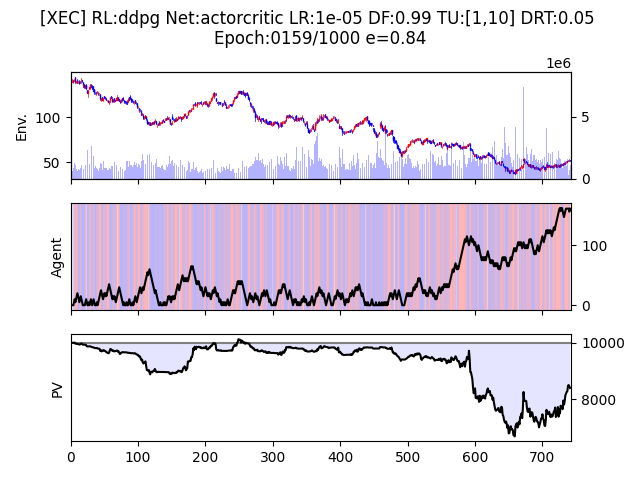 [XEC] RL:ddpg Net:actorcritic LR:1e-05 DF:0.99 TU:[1,10] DRT:0.05
Epoch:0159/1000 e=0.84
1e6
Env.
100
50
5
0
Agent
100
0
PV
10000
8000
0 100 200 300 400 500 600 700